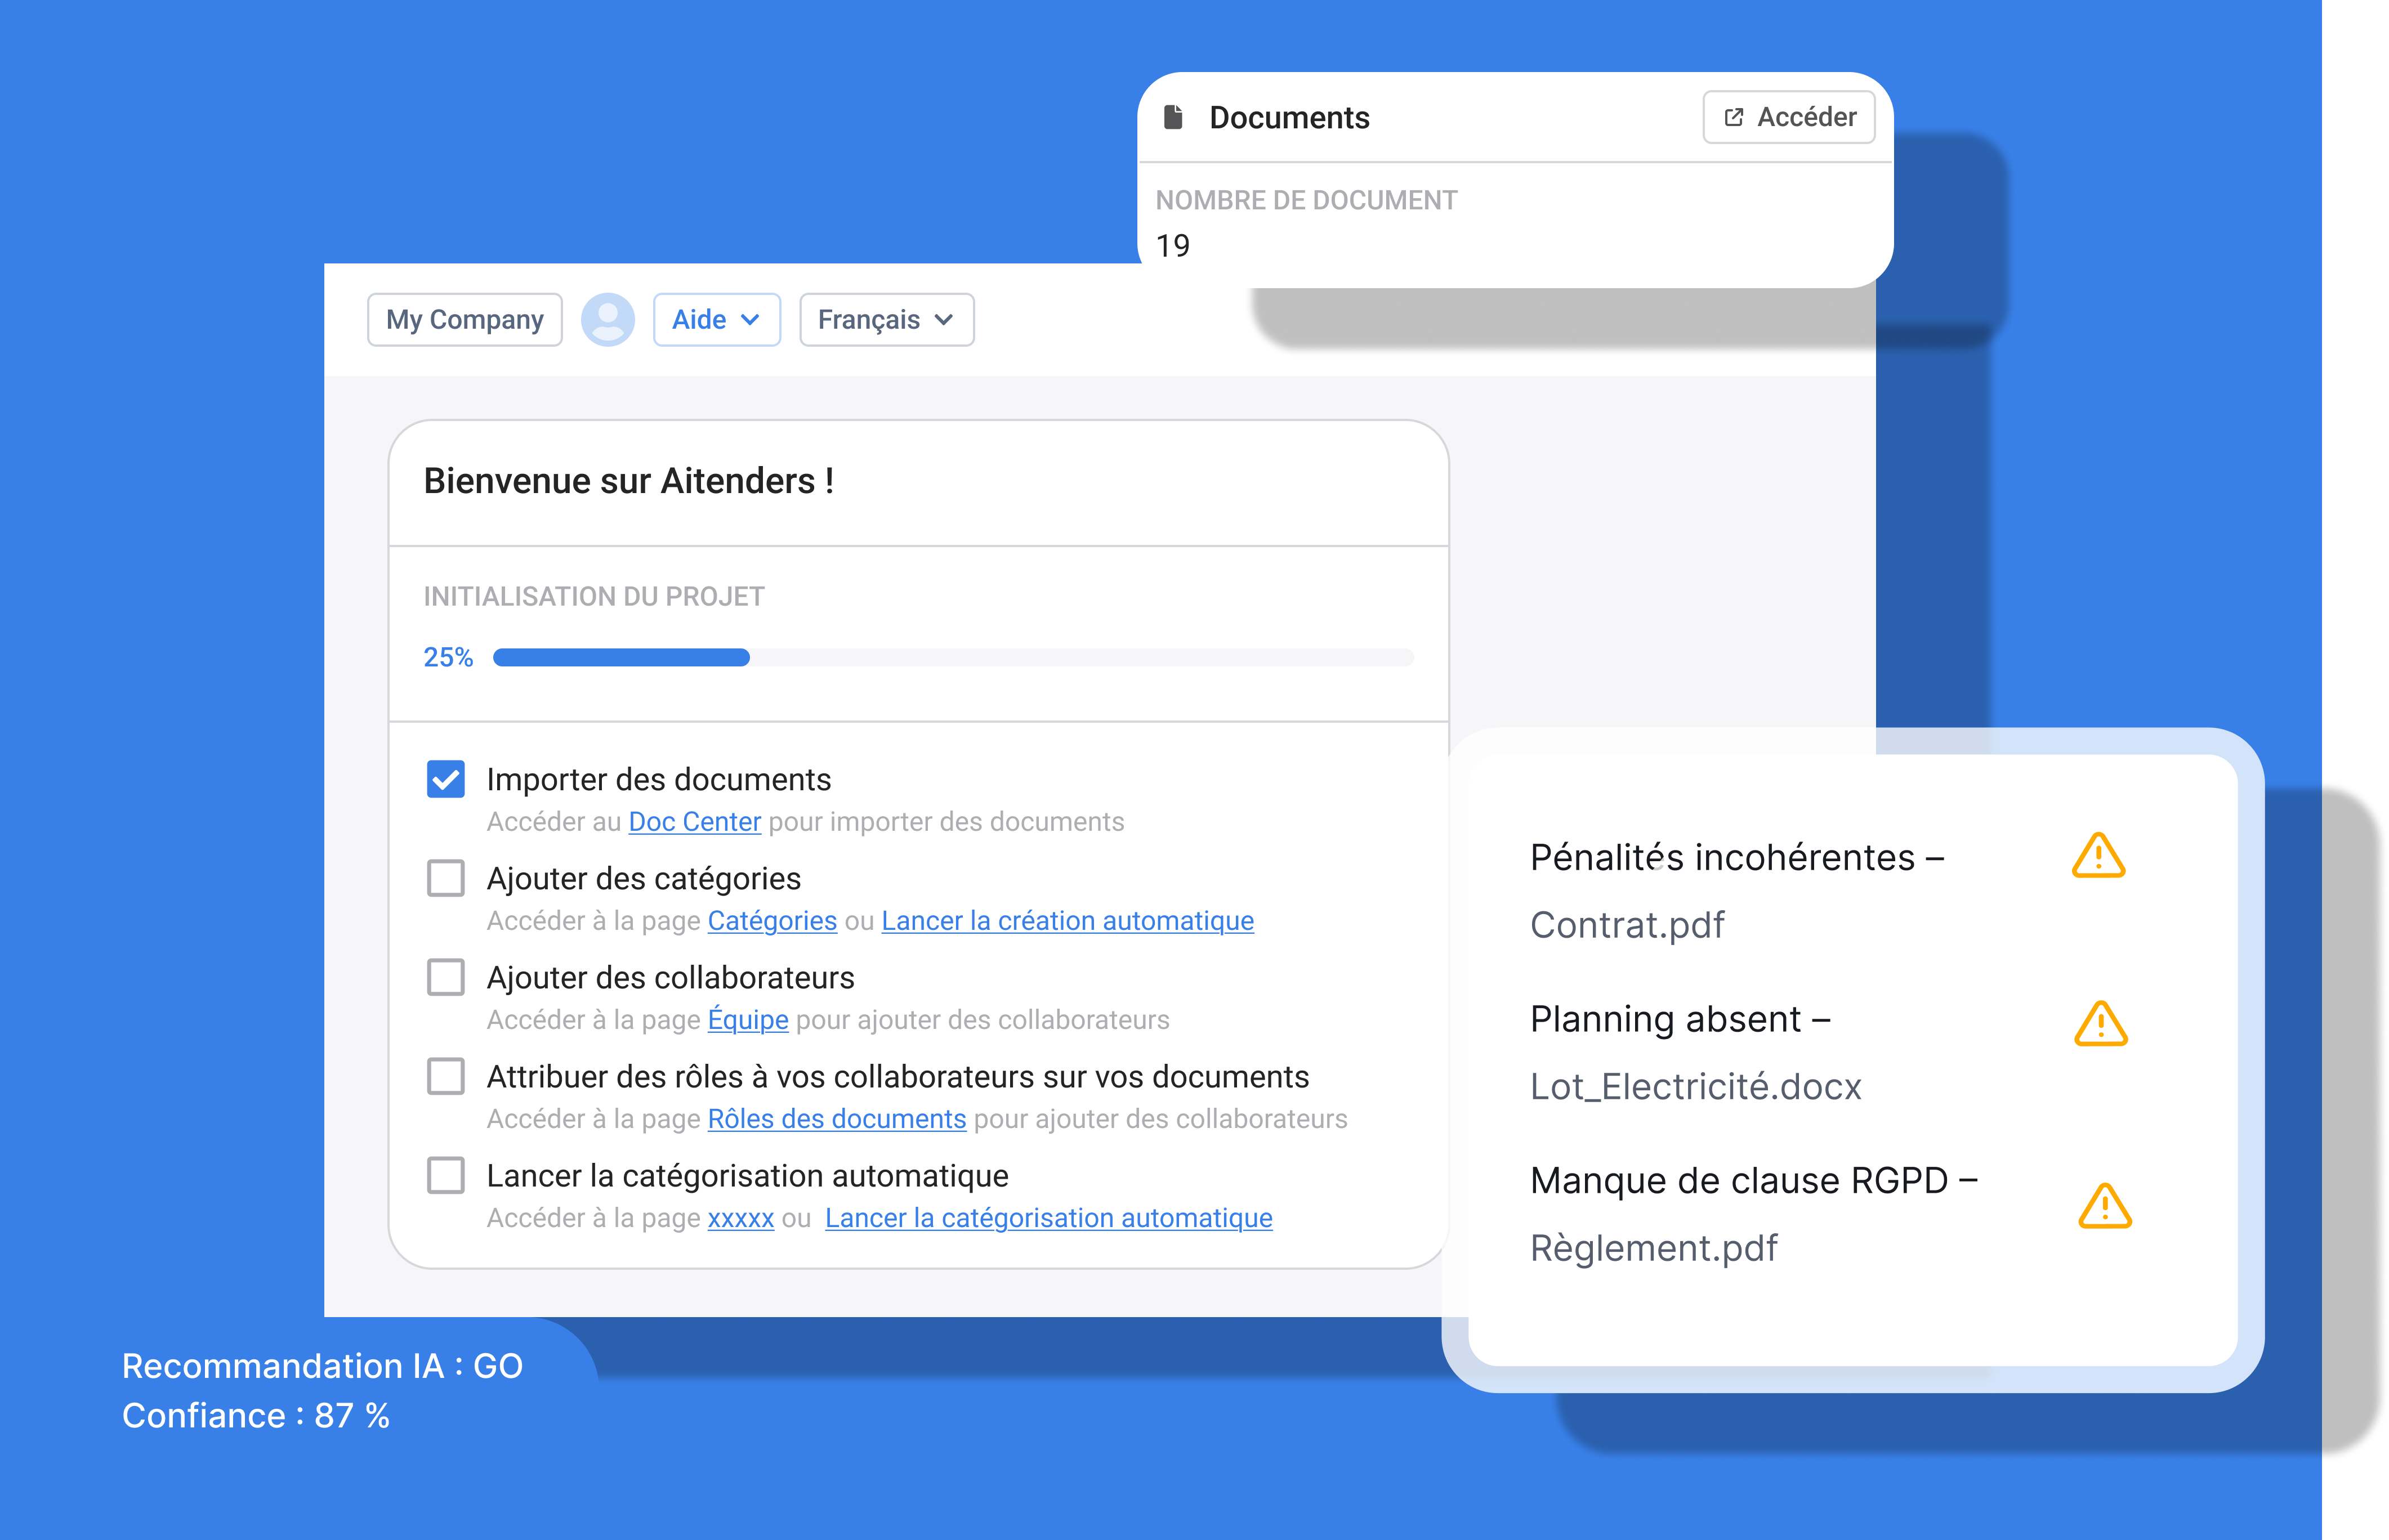 Documents
Accéder
NOMBRE DE DOCUMENT
19
My Company
Aide
Français
Bienvenue sur Aitenders !
INITIALISATION DU PROJET
25%
Importer des documents
Accéder au Doc Center pour importer des documents
Ajouter des catégories
Accéder à la page Catégories ou Lancer la création automatique
Ajouter des collaborateurs
Accéder à la page Équipe pour ajouter des collaborateurs
Attribuer des rôles à vos collaborateurs sur vos documents
Accéder à la page Rôles des documents pour ajouter des collaborateurs
Lancer la catégorisation automatique
Accéder à la page xxxxx ou Lancer la catégorisation automatique
Pénalités incohérentes –
Contrat.pdf
Planning absent –
Lot_Electricité.docx
Manque de clause RGPD –
Règlement.pdf
Recommandation IA : GO
Confiance : 87 %